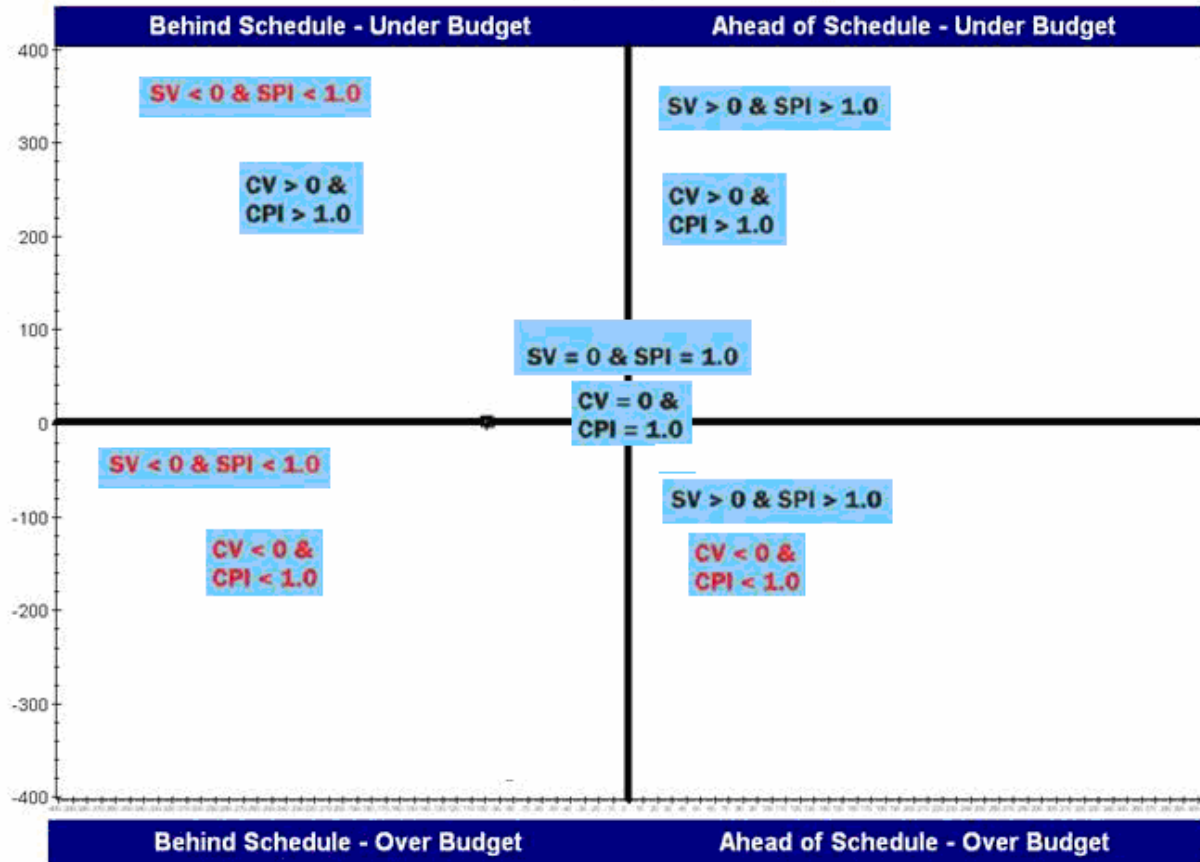 Behind Schedule - Under Budget
Ahead of Schedule - Under Budget
400
SV < 0 & SPI < 1.0
SV > 0 & SPI > 1.0
300
CV > 0 &
CPI > 1.0
CV > 0 &
CPI > 1.0
200
100
SV = 0 & SPI = 1.0
CV = 0 &
CPI = 1.0
0
SV < 0 & SPI < 1.0
SV > 0 & SPI > 1.0
-100
CV < 0 &
CPI < 1.0
CV < 0 &
CPI < 1.0
-200
-300
-400
Behind Schedule - Over Budget
Ahead of Schedule - Over Budget